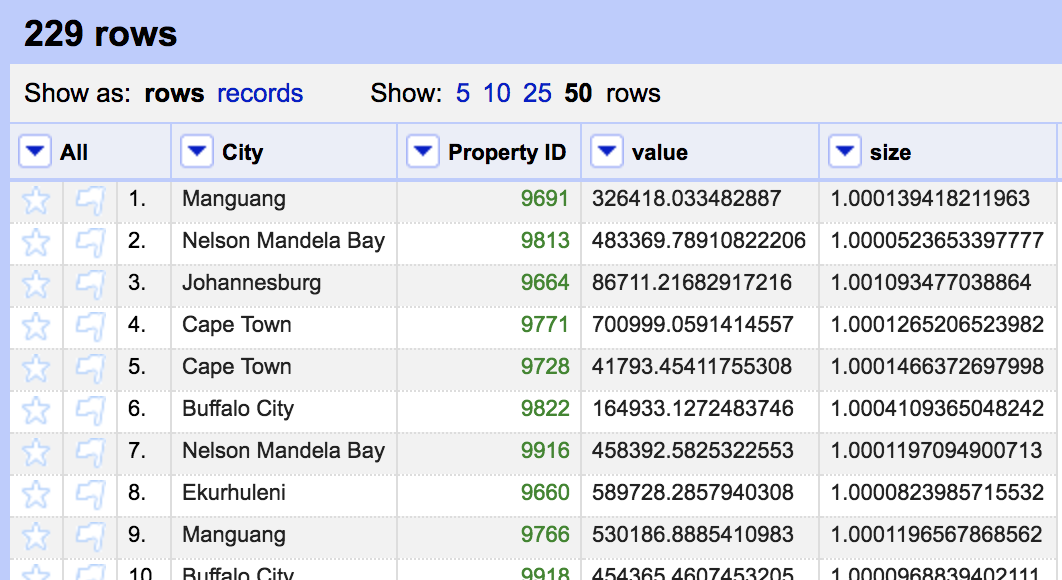 229 rows
Show as: rows records Show: 5 10 25 50 rows
All City Property ID value size
1. Manguang 9691 326418.033482887 1.000139418211963
2. Nelson Mandela Bay 9813 483369.78910822206 1.0000523653397777
3. Johannesburg 9664 86711.21682917216 1.001093477038864
4. Cape Town 9771 700999.0591414557 1.0001265206523982
5. Cape Town 9728 41793.45411755308 1.00014663726979​98
6. Buffalo City 9822 164933.1272483746 1.0004109365048242
7. Nelson Mandela Bay 9916 458392.5825322553 1.0001197094900713
8. Ekurhuleni 9660 589728.2857940308 1.0000823985715532
9. Manguang 9766 530186.8885410983 1.0001196567868562
10. Buffalo City 9918 454365.4607453205 1.0000968839402111